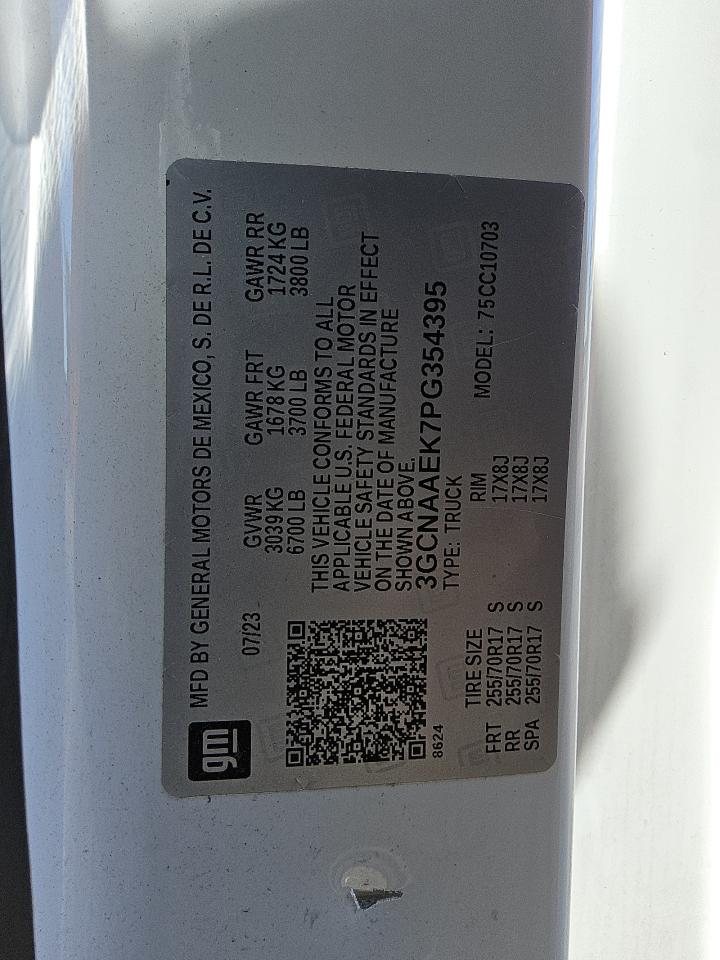 gm MFD BY GENERAL MOTORS DE MEXICO, S. DE R.L. DE C.V.
07/23 GVWR GAWR FRT GAWR RR
3039 KG 1678 KG 1724 KG
6700 LB 3700 LB 3800 LB
THIS VEHICLE CONFORMS TO ALL
APPLICABLE U.S. FEDERAL MOTOR
VEHICLE SAFETY STANDARDS IN EFFECT
ON THE DATE OF MANUFACTURE
SHOWN ABOVE.
3GCNAAEK7PG354395
8624 TYPE: TRUCK
TIRE SIZE RIM MODEL: 75CC10703
FRT 255/70R17 S 17X8J
RR 255/70R17 S 17X8J
SPA 255/70R17 S 17X8J